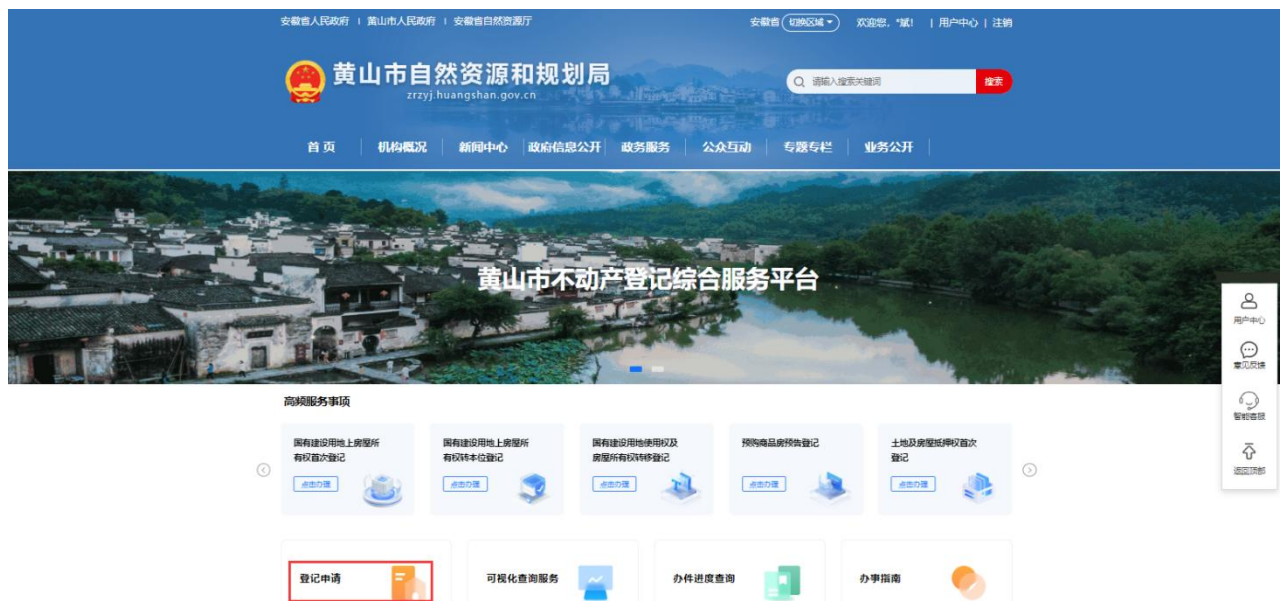 安徽省人民政府 | 黄山市人民政府 | 安徽省自然资源厅
安徽省 切换区域 欢迎您，*斌！ | 用户中心 | 注销
黄山市自然资源和规划局
zrzyj.huangshan.gov.cn
请输入搜索关键词 搜索
首页 机构概况 新闻中心 政府信息公开 政务服务 公众互动 专题专栏 业务公开
黄山市不动产登记综合服务平台
用户中心
意见反馈
智能客服
返回顶部
高频服务事项
国有建设用地上房屋所
有权首次登记
点击办理
国有建设用地上房屋所
有权转本位登记
点击办理
国有建设用地使用权及
房屋所有权转移登记
点击办理
预购商品房预告登记
点击办理
土地及房屋抵押权首次
登记
点击办理
登记申请
可视化查询服务
办件进度查询
办事指南